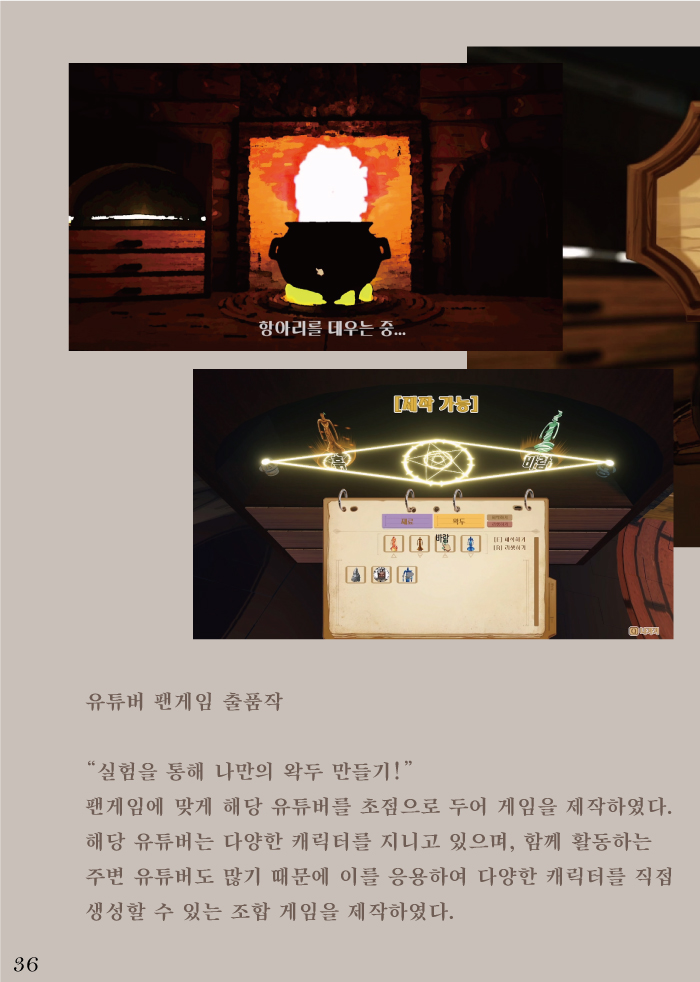 항아리를 데우는 중...
[제작 가능]
흙
바람
재료
왁두
바람
유튜버 팬게임 출품작
“실험을 통해 나만의 왁두 만들기!”
팬게임에 맞게 해당 유튜버를 초점으로 두어 게임을 제작하였다.
해당 유튜버는 다양한 캐릭터를 지니고 있으며, 함께 활동하는
주변 유튜버도 많기 때문에 이를 응용하여 다양한 캐릭터를 직접
생성할 수 있는 조합 게임을 제작하였다.
36